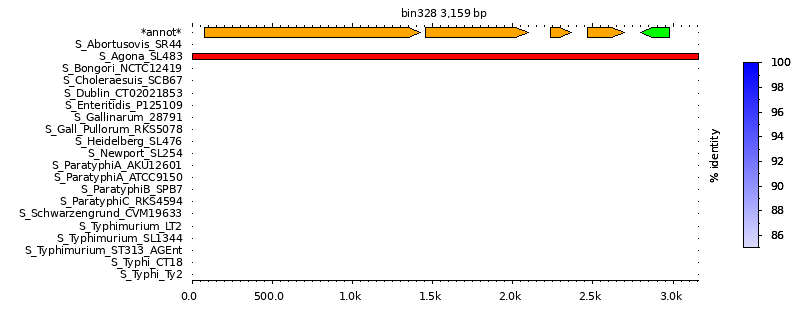 bin328 3,159 bp
*annot*
S_Abortusovis_SR44
S_Agona_SL483
S_Bongori_NCTC12419
S_Choleraesuis_SCB67
S_Dublin_CT02021853
S_Enteritidis_P125109
S_Gallinarum_28791
S_Gall_Pullorum_RKS5078
S_Heidelberg_SL476
S_Newport_SL254
S_ParatyphiA_AKU12601
S_ParatyphiA_ATCC9150
S_ParatyphiB_SPB7
S_ParatyphiC_RKS4594
S_Schwarzengrund_CVM19633
S_Typhimurium_LT2
S_Typhimurium_SL1344
S_Typhimurium_ST313_AGEnt
S_Typhi_CT18
S_Typhi_Ty2
0.0 500.0 1.0k 1.5k 2.0k 2.5k 3.0k
% identity
100
98
96
94
92
90
88
86